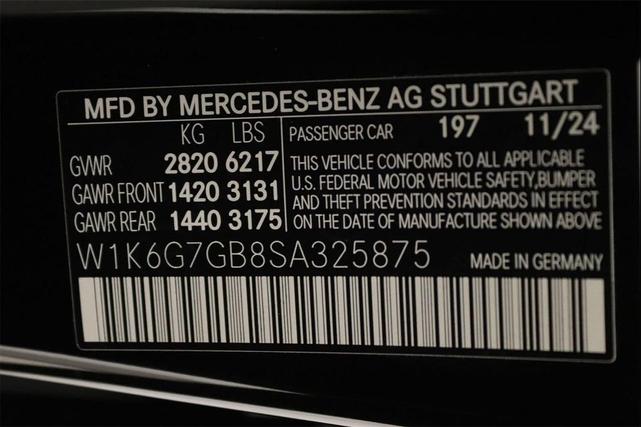 MFD BY MERCEDES-BENZ AG STUTTGART
KG LBS
GVWR 2820 6217
GAWR FRONT 1420 3131
GAWR REAR 1440 3175
PASSENGER CAR 197 11/24
THIS VEHICLE CONFORMS TO ALL APPLICABLE
U.S. FEDERAL MOTOR VEHICLE SAFETY,BUMPER
AND THEFT PREVENTION STANDARDS IN EFFECT
ON THE DATE OF MANUFACTURE SHOWN ABOVE
W1K6G7GB8SA325875
MADE IN GERMANY